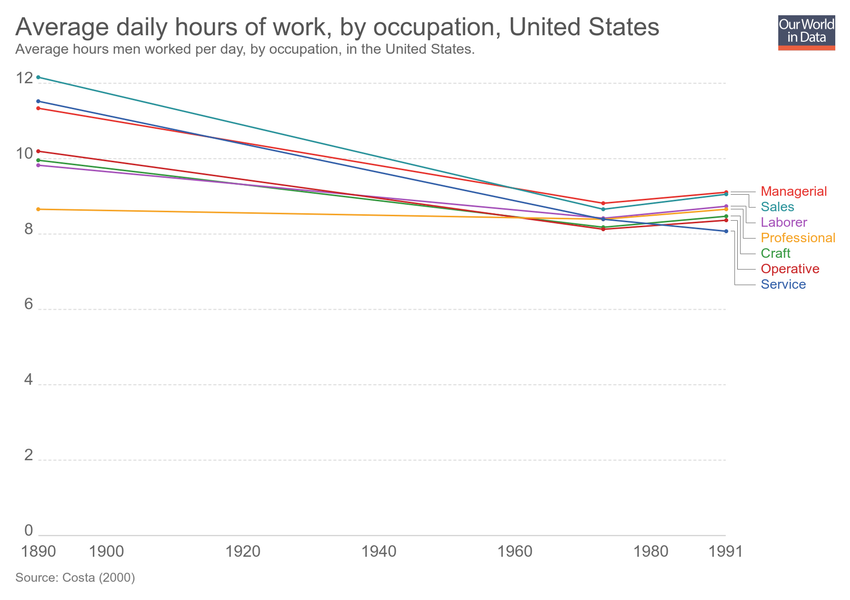 Average daily hours of work, by occupation, United States
Average hours men worked per day, by occupation, in the United States.
Our World
in Data
12
10
8
6
4
2
0
1890
1900
1920
1940
1960
1980
1991
Managerial
Sales
Laborer
Professional
Craft
Operative
Service
Source: Costa (2000)